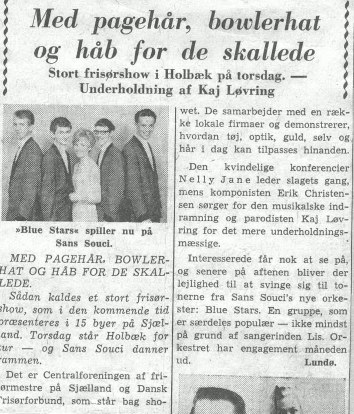 Med pagehår, bowlerhat
og håb for de skallede
Stort frisørshow i Holbæk på torsdag. —
Underholdning af Kaj Løvring
»Blue Stars« spiller nu på
Sans Souci.
MED PAGEHÅR, BOWLER-
HAT OG HÅB FOR DE SKAL-
LEDE.
Sådan kaldes et stort frisør-
show, som i den kommende tid
præsenteres i 15 byer på Sjæl-
land. Torsdag står Holbæk for
tur — og Sans Souci danner
rammen.
Det er Centralforeningen af fri-
sørmestre på Sjælland og Dansk
Frisørforbund, som står bag sho-
wet. De samarbejder med en ræk-
ke lokale firmaer og demonstrerer,
hvordan tøj, optik, guld, sølv og
hår i dag kan tilpasses hinanden.
Den kvindelige konferencier
Nelly Jane leder slagets gang,
mens komponisten Erik Christen-
sen sørger for den musikalske ind-
ramning og parodisten Kaj Løv-
ring for det mere underholdnings-
mæssige.
Interesserede får nok at se på,
og senere på aftenen bliver der
lejlighed til at svinge sig til to-
nerne fra Sans Souci's nye orke-
ster: Blue Stars. En gruppe, som
er særdeles populær — ikke mindst
på grund af sangerinden Lis. Or-
kestret har engagement måneden
ud. Lundø.